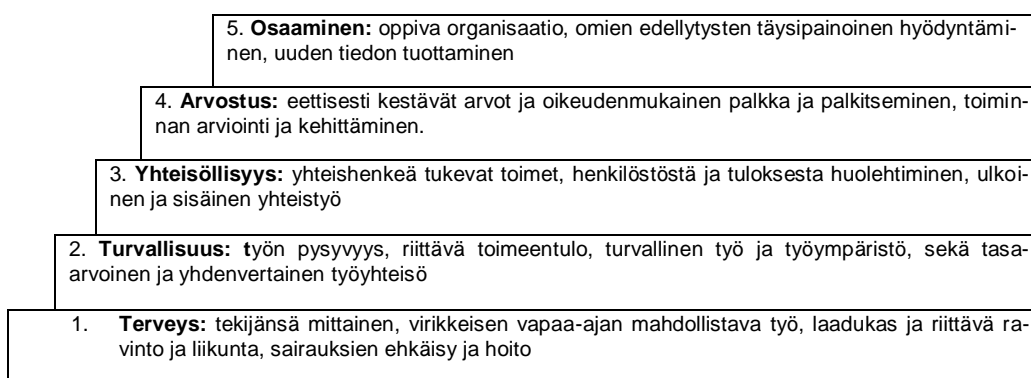 5. Osaaminen: oppiva organisaatio, omien edellytysten täysipainoinen hyödyntämi-
nen, uuden tiedon tuottaminen
4. Arvostus: eettisesti kestävät arvot ja oikeudenmukainen palkka ja palkitseminen, toimin-
nan arviointi ja kehittäminen.
3. Yhteisöllisyys: yhteishenkeä tukevat toimet, henkilöstöstä ja tuloksesta huolehtiminen, ulkoi-
nen ja sisäinen yhteistyö
2. Turvallisuus: työn pysyvyys, riittävä toimeentulo, turvallinen työ ja työympäristö, sekä tasa-
arvoinen ja yhdenvertainen työyhteisö
1. Terveys: tekijänsä mittainen, virikkeisen vapaa-ajan mahdollistava työ, laadukas ja riittävä ra-
vinto ja liikunta, sairauksien ehkäisy ja hoito